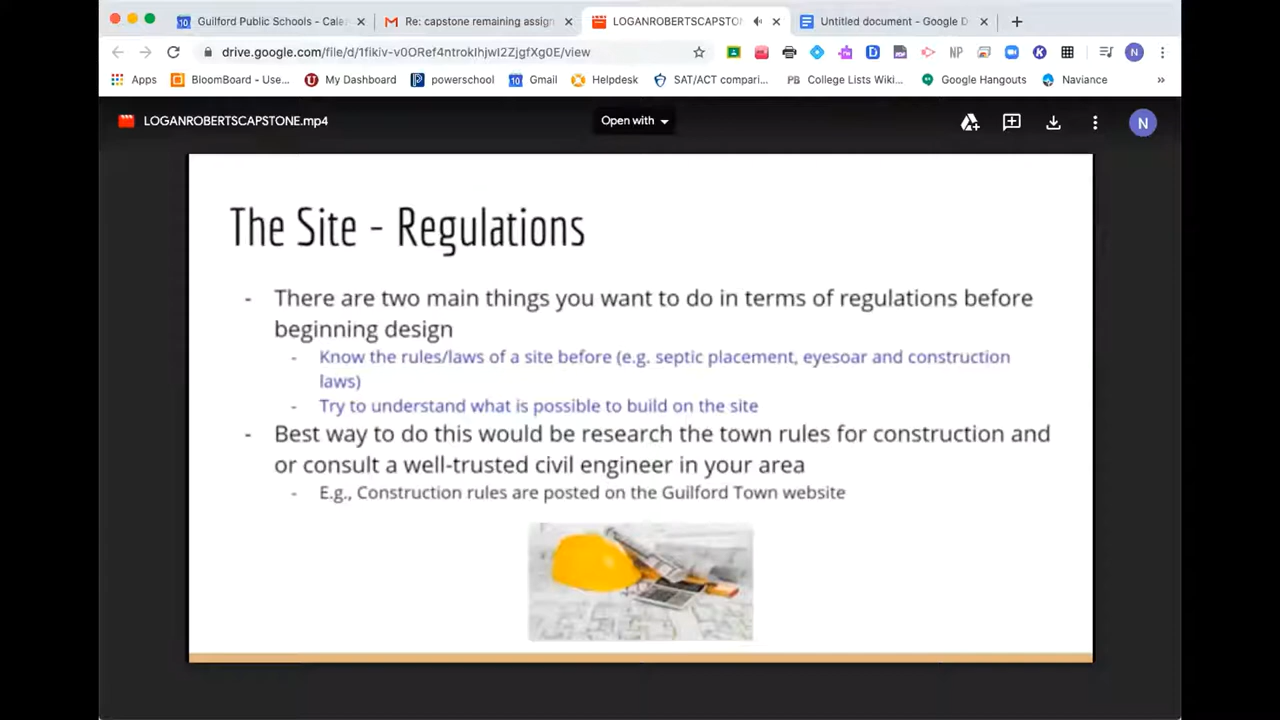 Guilford Public Schools - Cale
Re: capstone remaining assign
LOGANROBERTSCAPSTON
Untitled document - Google D
drive.google.com/file/d/1fikiv-v0ORef4ntrokIhjwI2ZjgfXgQE/view
NP
N
Apps
BloomBoard - Use...
My Dashboard
powerschool
Gmail
Helpdesk
SAT/ACT compari...
PB College Lists Wiki...
Google Hangouts
Naviance
»
LOGANROBERTSCAPSTONE.mp4
Open with
N
The Site - Regulations
- There are two main things you want to do in terms of regulations before
beginning design
- Know the rules/laws of a site before (e.g. septic placement, eyesoar and construction
laws)
- Try to understand what is possible to build on the site
- Best way to do this would be research the town rules for construction and
or consult a well-trusted civil engineer in your area
- E.g., Construction rules are posted on the Guilford Town website